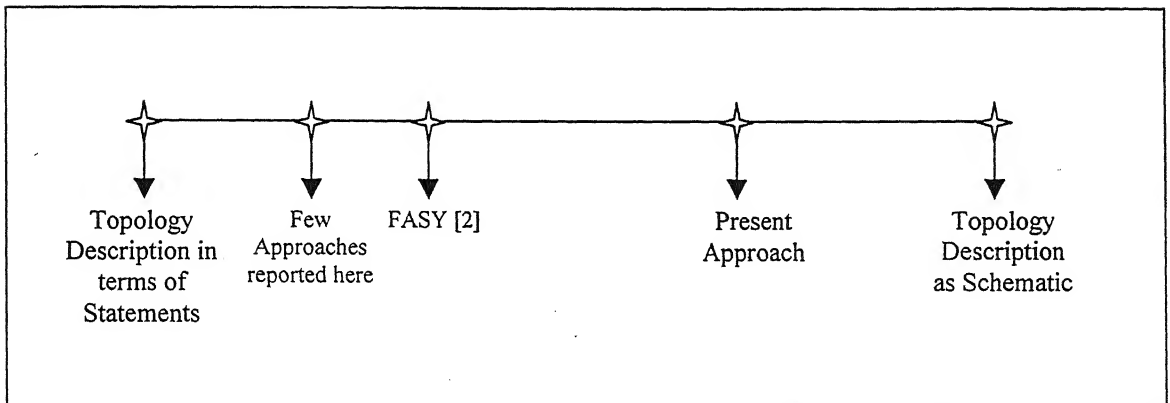 Topology
Description in
terms of
Statements
Few
Approaches
reported here
FASY [2]
Present
Approach
Topology
Description
as Schematic